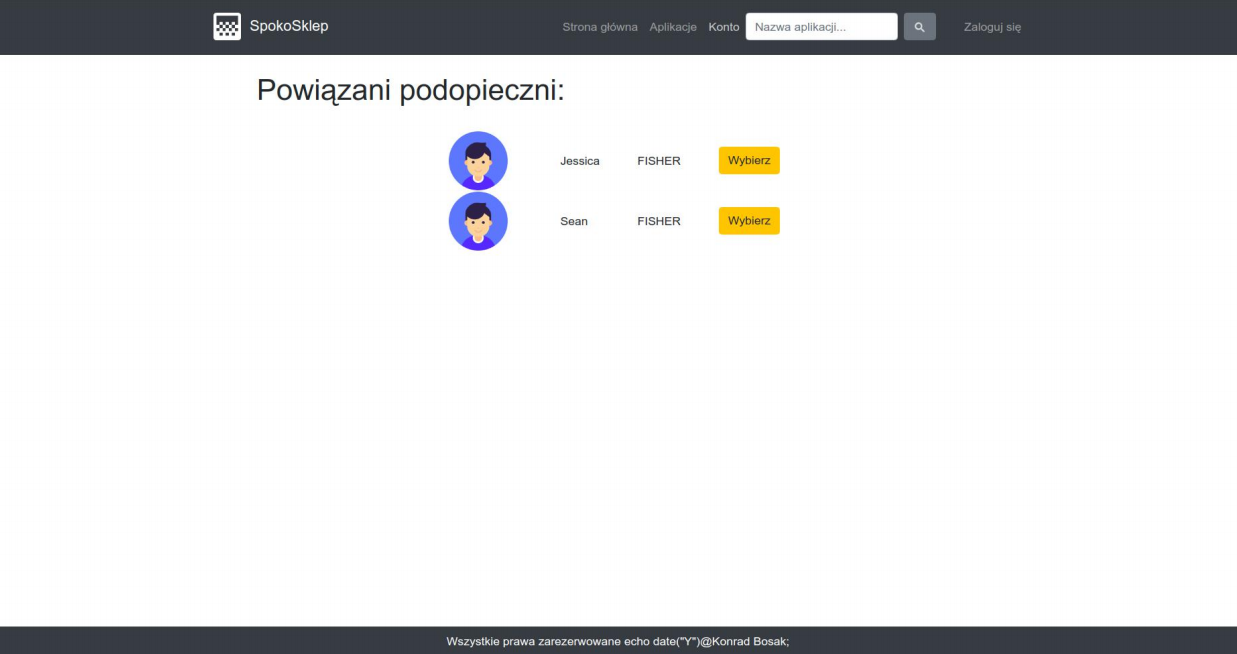 SpokoSklep Strona główna Aplikacje Konto Nazwa aplikacji... Zaloguj się
Powiązani podopieczni:
Jessica FISHER Wybierz
Sean FISHER Wybierz
Wszystkie prawa zarezerwowane echo date("Y")@Konrad Bosak;